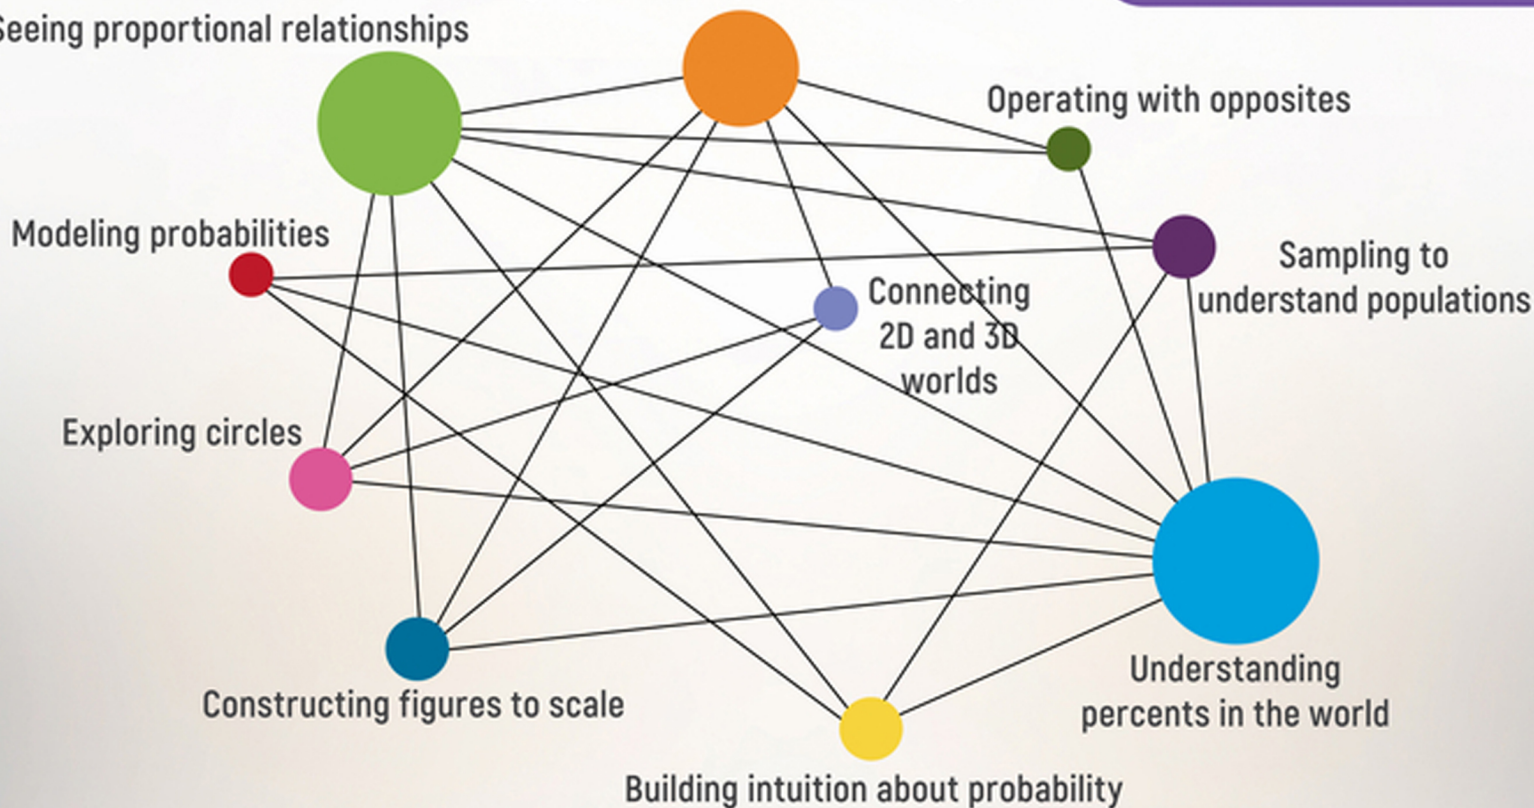 Seeing proportional relationships
Operating with opposites
Modeling probabilities
Sampling to
understand populations
Connecting
2D and 3D
worlds
Exploring circles
Understanding
percents in the world
Constructing figures to scale
Building intuition about probability